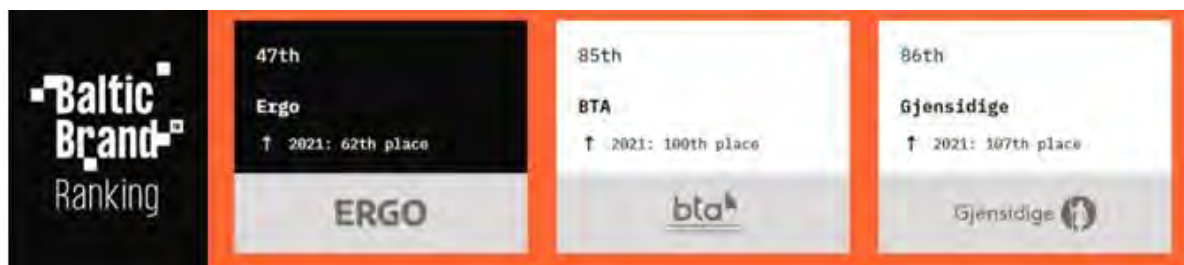 Baltic
Brand
Ranking
47th
Ergo
↑ 2021: 62th place
ERGO
85th
BTA
↑ 2021: 100th place
bta
86th
Gjensidige
↑ 2021: 107th place
Gjensidige